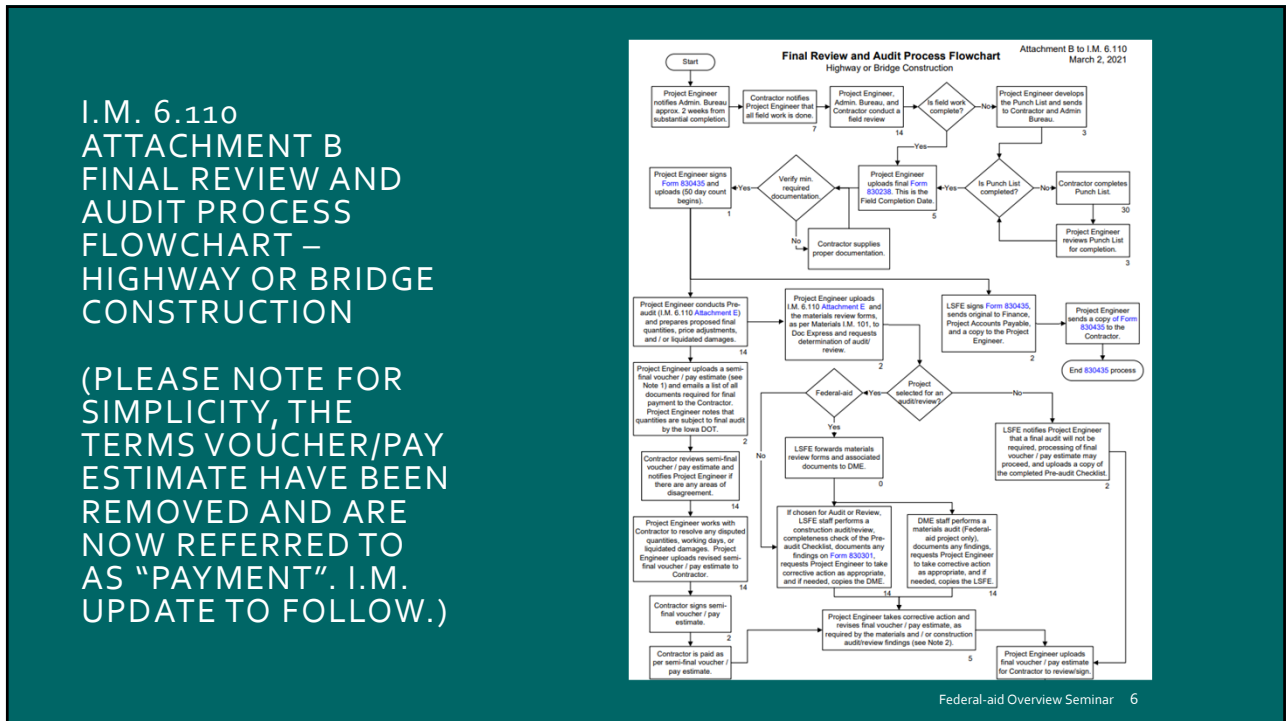 I.M. 6.110
ATTACHMENT B
FINAL REVIEW AND
AUDIT PROCESS
FLOWCHART –
HIGHWAY OR BRIDGE
CONSTRUCTION
(PLEASE NOTE FOR
SIMPLICITY, THE
TERMS VOUCHER/PAY
ESTIMATE HAVE BEEN
REMOVED AND ARE
NOW REFERRED TO
AS “PAYMENT”. I.M.
UPDATE TO FOLLOW.)
Attachment B to I.M. 6.110
March 2, 2021
Final Review and Audit Process Flowchart
Highway or Bridge Construction
Start
Project Engineer
notifies Admin. Bureau
approx. 2 weeks from
substantial completion.
Contractor notifies
Project Engineer that
all field work is done.
7
Project Engineer,
Admin. Bureau, and
Contractor conduct a
field review
14
Is field work
complete?
No
Project Engineer develops
the Punch List and sends
to Contractor and Admin
Bureau.
3
Yes
Project Engineer signs
Form 830435 and
uploads (50 day count
begins).
1
Yes
Verify min.
required
documentation.
No
Contractor supplies
proper documentation.
Project Engineer
uploads final Form
830238. This is the
Field Completion Date.
5
Yes
Is Punch List
completed?
No
Contractor completes
Punch List.
30
Project Engineer
reviews Punch List
for completion.
3
Project Engineer conducts Pre-
audit (I.M. 6.110 Attachment E)
and prepares proposed final
quantities, price adjustments,
and / or liquidated damages.
14
Project Engineer uploads
I.M. 6.110 Attachment E and
the materials review forms,
as per Materials I.M. 101, to
Doc Express and requests
determination of audit/
review.
2
LSFE signs Form 830435,
sends original to Finance,
Project Accounts Payable,
and a copy to the Project
Engineer.
2
Project Engineer
sends a copy of Form
830435 to the
Contractor.
End 830435 process
Project Engineer uploads a semi-
final voucher / pay estimate (see
Note 1) and emails a list of all
documents required for final
payment to the Contractor.
Project Engineer notes that
quantities are subject to final audit
by the Iowa DOT.
2
Federal-aid
Yes
Project
selected for an
audit/review?
No
Yes
No
LSFE forwards materials
review forms and associated
documents to DME.
0
LSFE notifies Project Engineer
that a final audit will not be
required, processing of final
voucher / pay estimate may
proceed, and uploads a copy of
the completed Pre-audit Checklist.
2
Contractor reviews semi-final
voucher / pay estimate and
notifies Project Engineer if
there are any areas of
disagreement.
14
Project Engineer works with
Contractor to resolve any disputed
quantities, working days, or
liquidated damages. Project
Engineer uploads revised semi-
final voucher / pay estimate to
Contractor.
14
If chosen for Audit or Review,
LSFE staff performs a
construction audit/review,
completeness check of the Pre-
audit Checklist, documents any
findings on Form 830301,
requests Project Engineer to take
corrective action as appropriate,
and if needed, copies the DME.
14
DME staff performs a
materials audit (Federal-
aid project only),
documents any findings,
requests Project Engineer
to take corrective action
as appropriate, and if
needed, copies the LSFE.
14
Contractor signs semi-
final voucher / pay
estimate.
2
Contractor is paid as
per semi-final voucher /
pay estimate.
Project Engineer takes corrective action and
revises final voucher / pay estimate, as
required by the materials and / or construction
audit/review findings (see Note 2).
5
Project Engineer uploads
final voucher / pay estimate
for Contractor to review/sign.
Federal-aid Overview Seminar 6